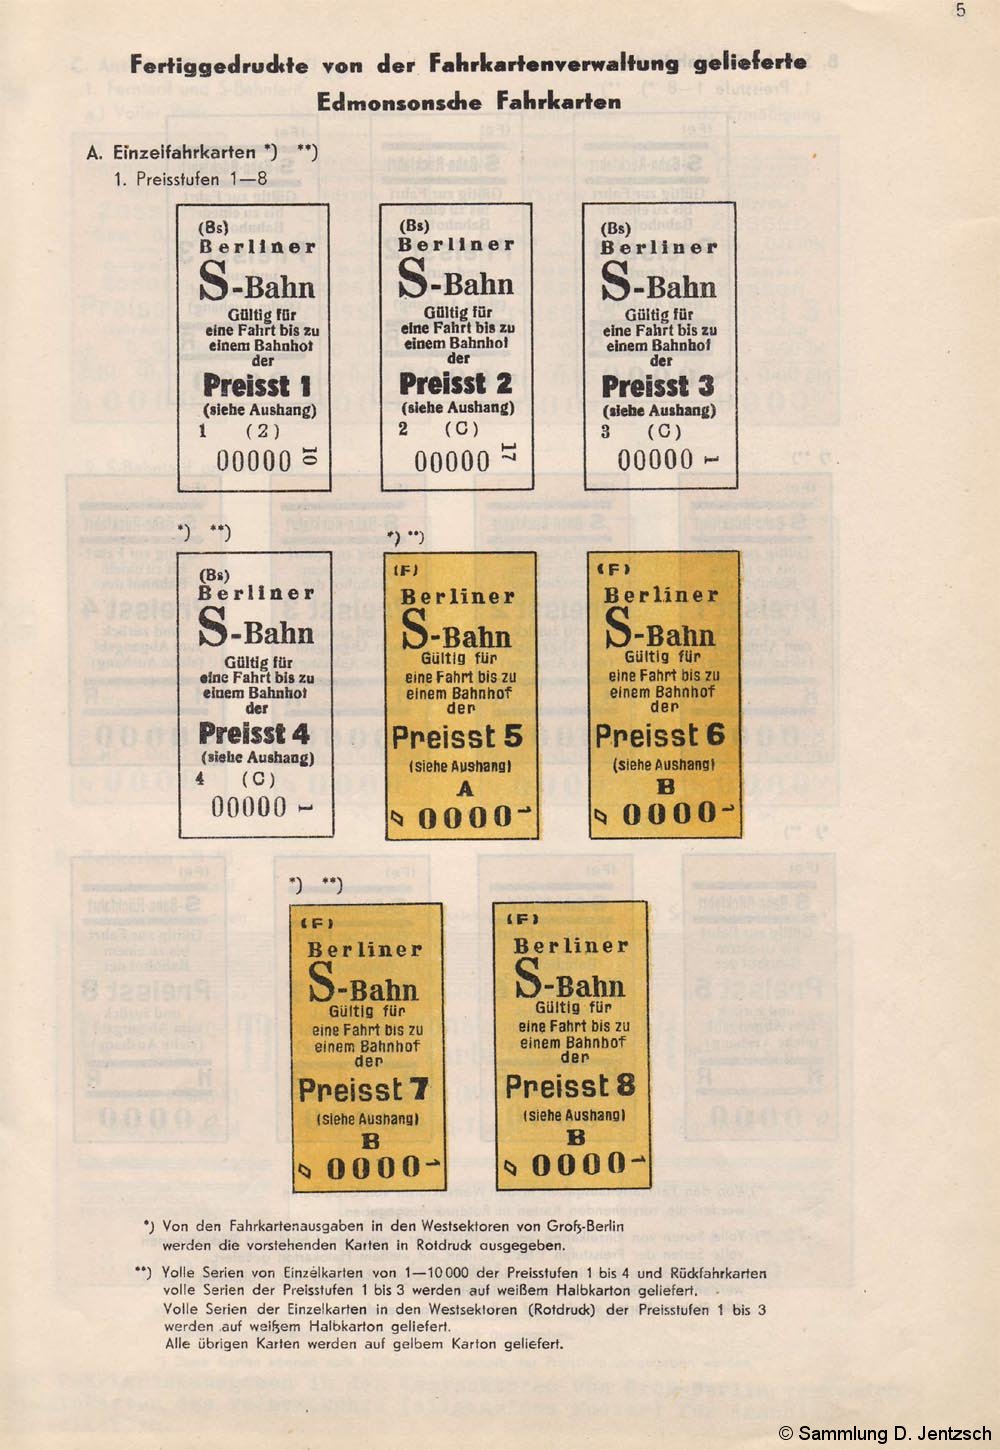 5
Fertiggedruckte von der Fahrkartenverwaltung gelieferte
Edmonsonsche Fahrkarten
A. Einzelfahrkarten *) **)
1. Preisstufen 1—8
(Bs)
Berliner
S-Bahn
Gültig für
eine Fahrt bis zu
einem Bahnhof
der
Preisst 1
(siehe Aushang)
1 (2)
00000 10
(Bs)
Berliner
S-Bahn
Gültig für
eine Fahrt bis zu
einem Bahnhof
der
Preisst 2
(siehe Aushang)
2 (C)
00000 17
(Bs)
Berliner
S-Bahn
Gültig für
eine Fahrt bis zu
einem Bahnhof
der
Preisst 3
(siehe Aushang)
3 (C)
00000 1
*) **)
(Bs)
Berliner
S-Bahn
Gültig für
eine Fahrt bis zu
einem Bahnhof
der
Preisst 4
(siehe Aushang)
4 (C)
00000 1
*) **)
(F)
Berliner
S-Bahn
Gültig für
eine Fahrt bis zu
einem Bahnhof
der
Preisst 5
(siehe Aushang)
A
0 0000 1
(F)
Berliner
S-Bahn
Gültig für
eine Fahrt bis zu
einem Bahnhof
der
Preisst 6
(siehe Aushang)
B
0 0000 1
*) **)
(F)
Berliner
S-Bahn
Gültig für
eine Fahrt bis zu
einem Bahnhof
der
Preisst 7
(siehe Aushang)
B
0 0000 1
(F)
Berliner
S-Bahn
Gültig für
eine Fahrt bis zu
einem Bahnhof
der
Preisst 8
(siehe Aushang)
B
0 0000 1
*) Von den Fahrkartenausgaben in den Westsektoren von Groß-Berlin
werden die vorstehenden Karten in Rotdruck ausgegeben.
**) Volle Serien von Einzelkarten von 1—10000 der Preisstufen 1 bis 4 und Rückfahrkarten
volle Serien der Preisstufen 1 bis 3 werden auf weißem Halbkarton geliefert.
Volle Serien der Einzelkarten in den Westsektoren (Rotdruck) der Preisstufen 1 bis 3
werden auf weißem Halbkarton geliefert.
Alle übrigen Karten werden auf gelbem Karton geliefert.
© Sammlung D. Jentzsch